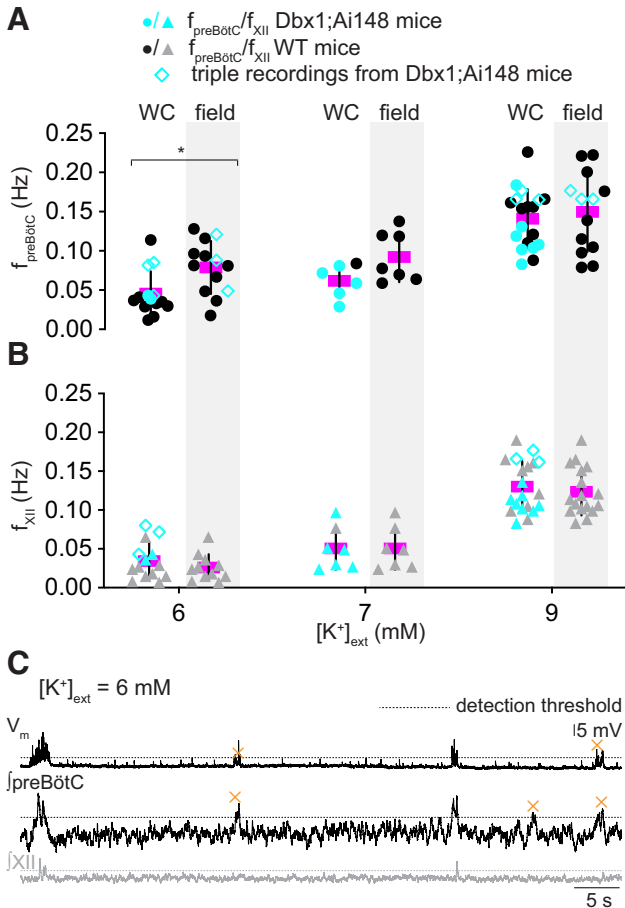 A
●/▲ f_preBötC/f_XII Dbx1;Ai148 mice
●/▲ f_preBötC/f_XII WT mice
◇ triple recordings from Dbx1;Ai148 mice
WC field WC field WC field
*
f_preBötC (Hz)
0.25
0.20
0.15
0.10
0.05
0.00
B
f_XII (Hz)
0.25
0.20
0.15
0.10
0.05
0.00
6 7 9
[K⁺]_ext (mM)
C
[K⁺]_ext = 6 mM
detection threshold
V_m
5 mV
∫preBötC
∫XII
5 s